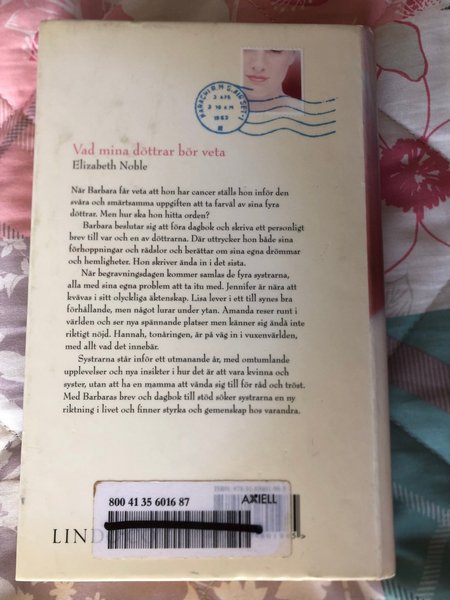 PARACHUR.M
3 APR
3 10 AM
1963
Vad mina döttrar bör veta
Elizabeth Noble
När Barbara får veta att hon har cancer ställs hon inför den
svåra och smärtsamma uppgiften att ta farväl av sina fyra
döttrar. Men hur ska hon hitta orden?
Barbara beslutar sig att föra dagbok och skriva ett personligt
brev till var och en av döttrarna. Där uttrycker hon både sina
förhoppningar och rädslor och berättar om sina egna drömmar
och hemligheter. Hon skriver ända in i det sista.
När begravningsdagen kommer samlas de fyra systrarna,
alla med sina egna problem att ta itu med. Jennifer är nära att
kvävas i sitt olyckliga äktenskap. Lisa lever i ett till synes bra
förhållande, men något lurar under ytan. Amanda reser runt i
världen och ser nya spännande platser men känner sig ändå inte
riktigt nöjd. Hannah, tonåringen, är på väg in i vuxenvärlden,
med allt vad det innebär.
Systrarna står inför ett utmanande år, med omtumlande
upplevelser och nya insikter i hur det är att vara kvinna och
syster, utan att ha en mamma att vända sig till för råd och tröst.
Med Barbaras brev och dagbok till stöd söker systrarna en ny
riktning i livet och finner styrka och gemenskap hos varandra.
800 41 35 6016 87
AXIELL
LIND